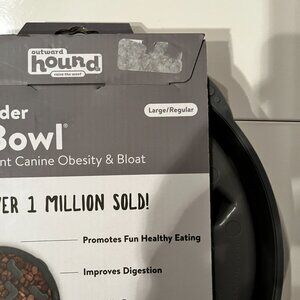 outward
hound
raise the woof
der
Large/Regular
Bowl®
nt Canine Obesity & Bloat
ER 1 MILLION SOLD!
Promotes Fun Healthy Eating
Improves Digestion